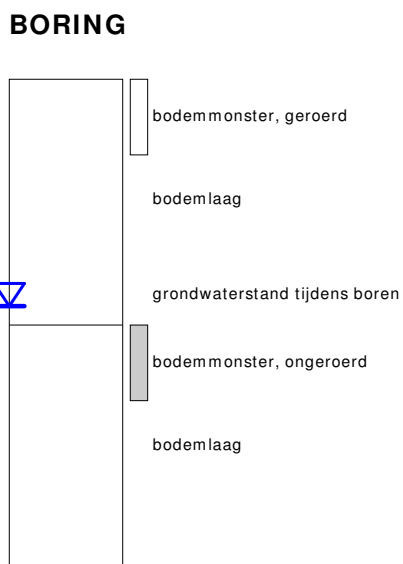 BORING
bodemmonster, geroerd
bodemlaag
grondwaterstand tijdens boren
bodemmonster, ongeroerd
bodemlaag